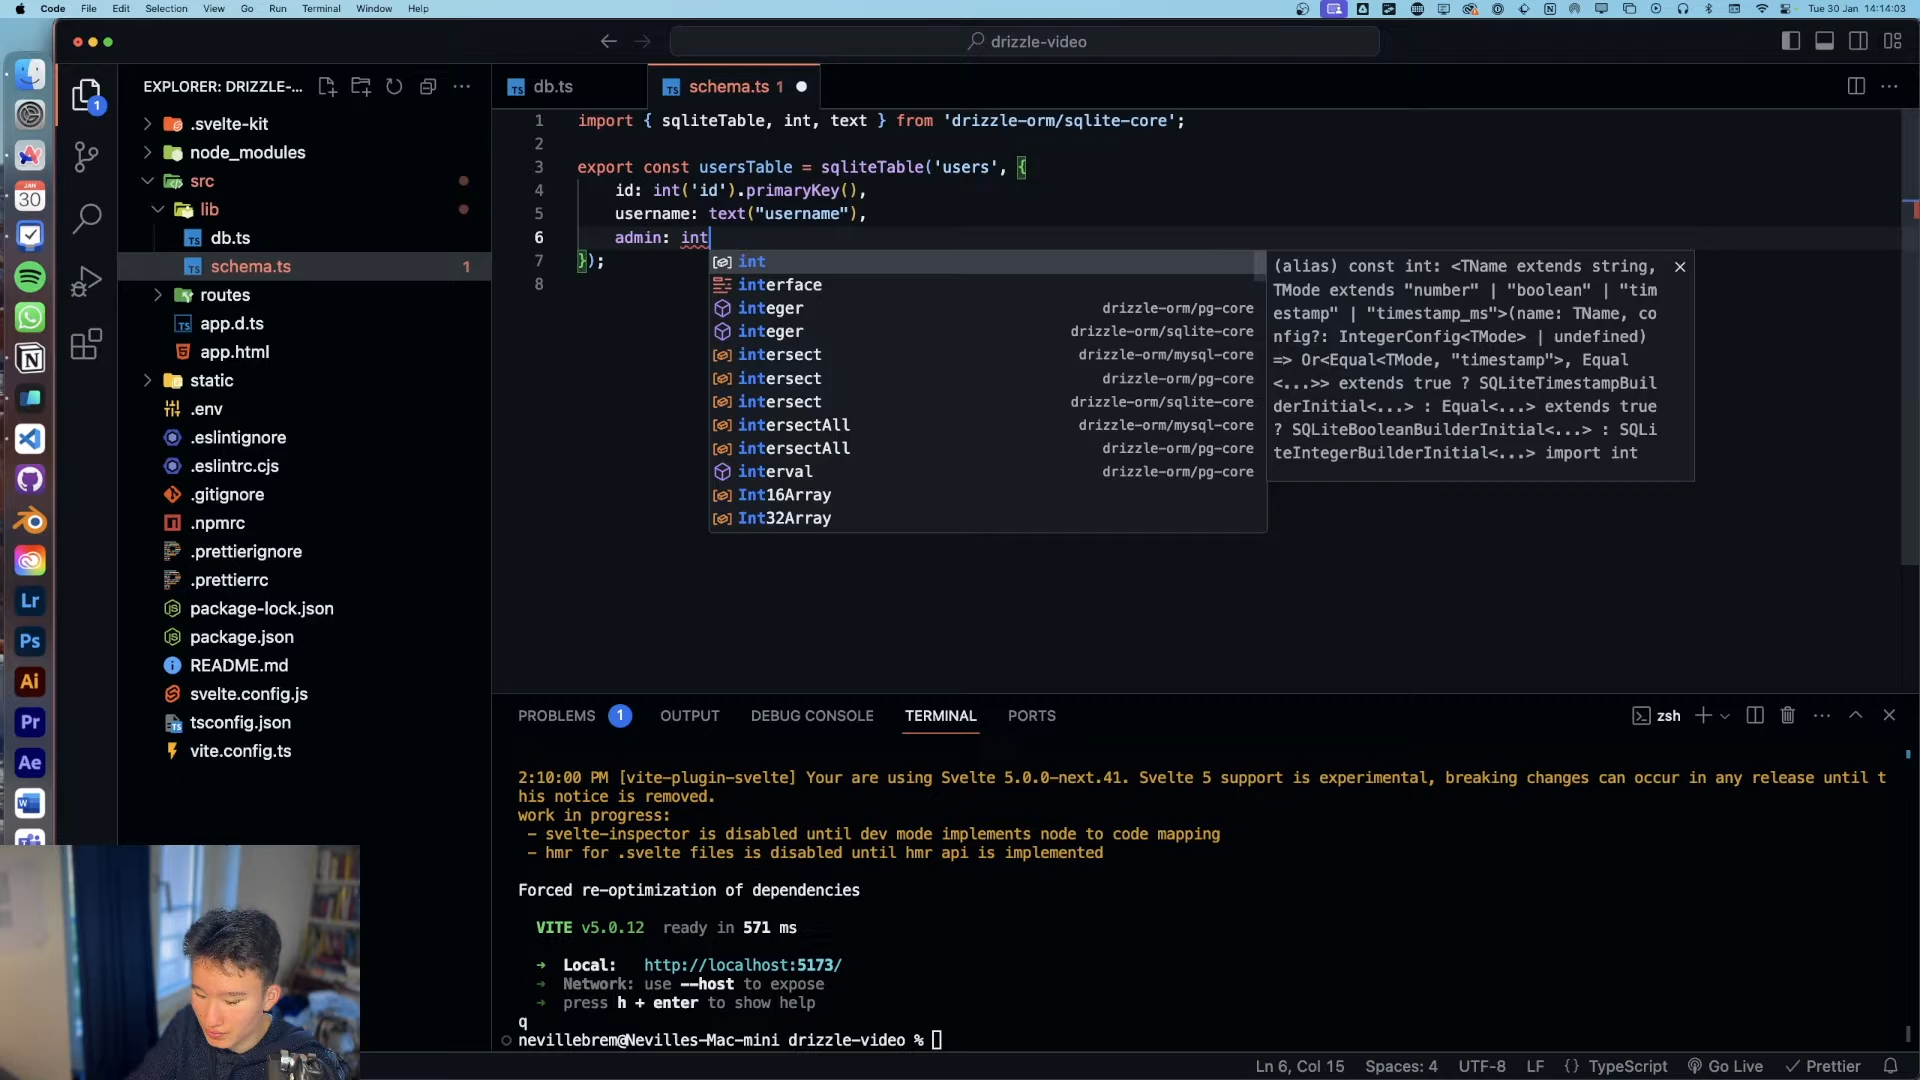 Code File Edit Selection View Go Run Terminal Window Help
Tue 30 Jan 14:14:03
drizzle-video
EXPLORER: DRIZZLE-...
.svelte-kit
node_modules
src
lib
db.ts
schema.ts 1
routes
app.d.ts
app.html
static
.env
.eslintignore
.eslintrc.cjs
.gitignore
.npmrc
.prettierignore
.prettierrc
package-lock.json
package.json
README.md
svelte.config.js
tsconfig.json
vite.config.ts
1
JAN
30
Lr
Ps
Ai
Pr
Ae
W
db.ts
schema.ts 1
1 import { sqliteTable, int, text } from 'drizzle-orm/sqlite-core';
2
3 export const usersTable = sqliteTable('users', {
4 id: int('id').primaryKey(),
5 username: text("username"),
6 admin: int
7 });
8
int
interface
integer drizzle-orm/pg-core
integer drizzle-orm/sqlite-core
intersect drizzle-orm/mysql-core
intersect drizzle-orm/pg-core
intersect drizzle-orm/sqlite-core
intersectAll drizzle-orm/mysql-core
intersectAll drizzle-orm/pg-core
interval drizzle-orm/pg-core
Int16Array
Int32Array
(alias) const int: <TName extends string,
TMode extends "number" | "boolean" | "tim
estamp" | "timestamp_ms">(name: TName, co
nfig?: IntegerConfig<TMode> | undefined)
=> Or<Equal<TMode, "timestamp">, Equal
<...>> extends true ? SQLiteTimestampBuil
derInitial<...> : Equal<...> extends true
? SQLiteBooleanBuilderInitial<...> : SQLi
teIntegerBuilderInitial<...> import int
PROBLEMS 1 OUTPUT DEBUG CONSOLE TERMINAL PORTS
zsh
2:10:00 PM [vite-plugin-svelte] Your are using Svelte 5.0.0-next.41. Svelte 5 support is experimental, breaking changes can occur in any release until t
his notice is removed.
work in progress:
- svelte-inspector is disabled until dev mode implements node to code mapping
- hmr for .svelte files is disabled until hmr api is implemented
Forced re-optimization of dependencies
VITE v5.0.12 ready in 571 ms
➜ Local: http://localhost:5173/
➜ Network: use --host to expose
➜ press h + enter to show help
q
nevillebrem@Nevilles-Mac-mini drizzle-video %
Ln 6, Col 15 Spaces: 4 UTF-8 LF {} TypeScript Go Live Prettier